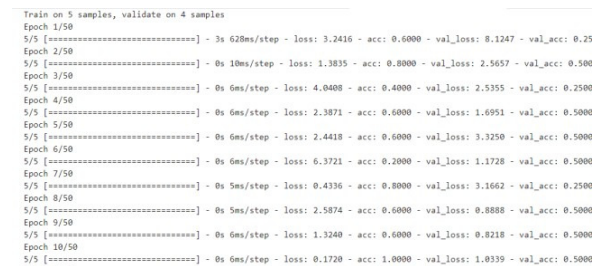 Train on 5 samples, validate on 4 samples
Epoch 1/50
5/5 [==============================] - 3s 628ms/step - loss: 3.2416 - acc: 0.6000 - val_loss: 8.1247 - val_acc: 0.25
Epoch 2/50
5/5 [==============================] - 0s 10ms/step - loss: 1.3835 - acc: 0.8000 - val_loss: 2.5657 - val_acc: 0.500
Epoch 3/50
5/5 [==============================] - 0s 6ms/step - loss: 4.0408 - acc: 0.4000 - val_loss: 2.5355 - val_acc: 0.2500
Epoch 4/50
5/5 [==============================] - 0s 6ms/step - loss: 2.3871 - acc: 0.6000 - val_loss: 1.6951 - val_acc: 0.5000
Epoch 5/50
5/5 [==============================] - 0s 6ms/step - loss: 2.4418 - acc: 0.6000 - val_loss: 3.3250 - val_acc: 0.5000
Epoch 6/50
5/5 [==============================] - 0s 6ms/step - loss: 6.3721 - acc: 0.2000 - val_loss: 1.1728 - val_acc: 0.5000
Epoch 7/50
5/5 [==============================] - 0s 5ms/step - loss: 0.4336 - acc: 0.8000 - val_loss: 3.1662 - val_acc: 0.2500
Epoch 8/50
5/5 [==============================] - 0s 5ms/step - loss: 2.5874 - acc: 0.6000 - val_loss: 0.8888 - val_acc: 0.5000
Epoch 9/50
5/5 [==============================] - 0s 6ms/step - loss: 1.3240 - acc: 0.6000 - val_loss: 0.8218 - val_acc: 0.5000
Epoch 10/50
5/5 [==============================] - 0s 6ms/step - loss: 0.1720 - acc: 1.0000 - val_loss: 1.0339 - val_acc: 0.5000